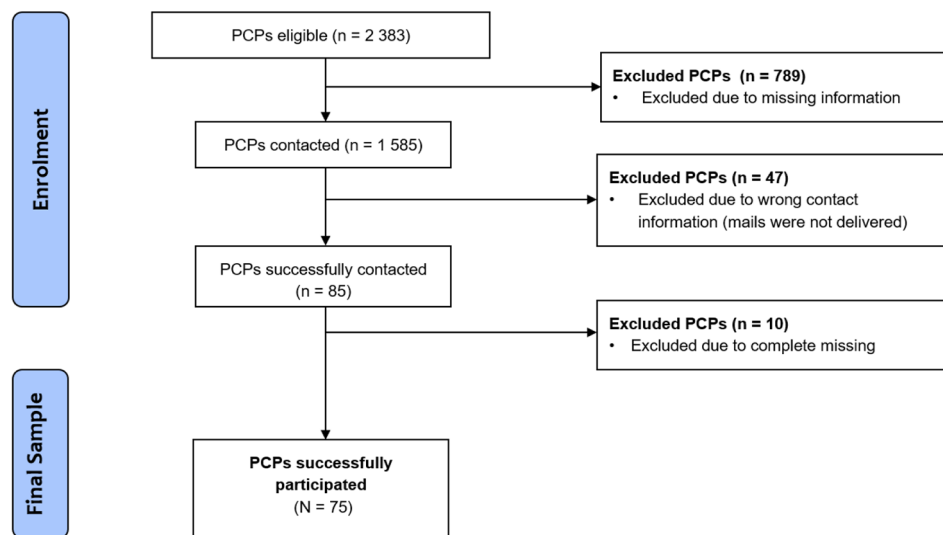 Enrolment
PCPs eligible (n = 2 383)
Excluded PCPs (n = 789)
• Excluded due to missing information
PCPs contacted (n = 1 585)
Excluded PCPs (n = 47)
• Excluded due to wrong contact
information (mails were not delivered)
PCPs successfully contacted
(n = 85)
Excluded PCPs (n = 10)
• Excluded due to complete missing
Final Sample
PCPs successfully
participated
(N = 75)